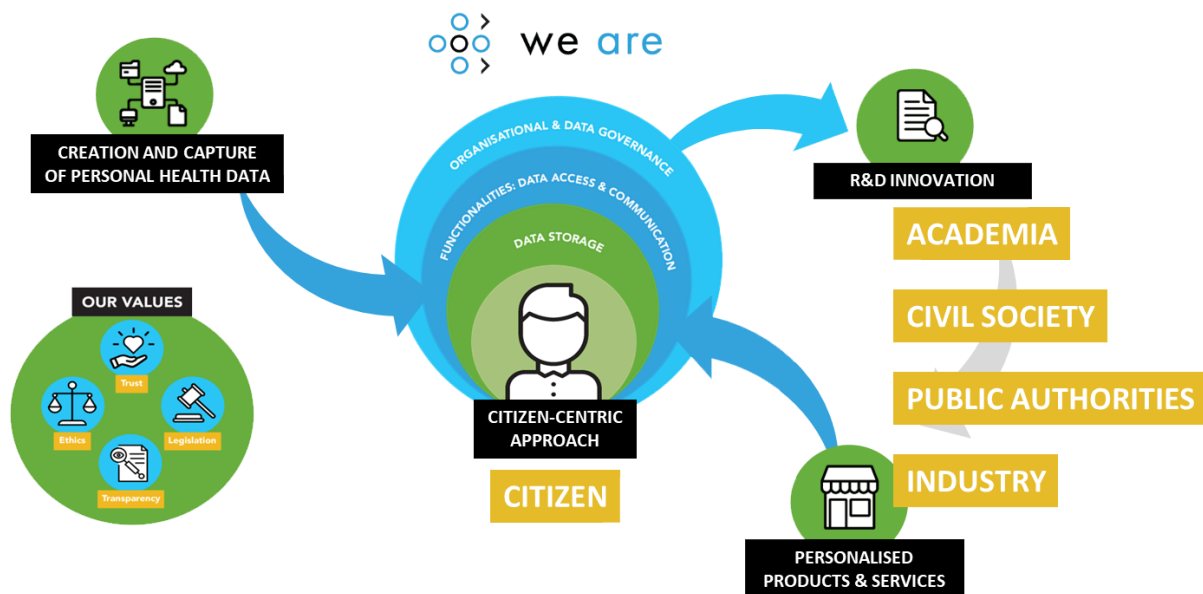 we are
CREATION AND CAPTURE
OF PERSONAL HEALTH DATA
ORGANISATIONAL & DATA GOVERNANCE
FUNCTIONALITIES: DATA ACCESS & COMMUNICATION
DATA STORAGE
CITIZEN-CENTRIC
APPROACH
CITIZEN
R&D INNOVATION
ACADEMIA
CIVIL SOCIETY
PUBLIC AUTHORITIES
INDUSTRY
PERSONALISED
PRODUCTS & SERVICES
OUR VALUES
Trust
Ethics
Legislation
Transparency